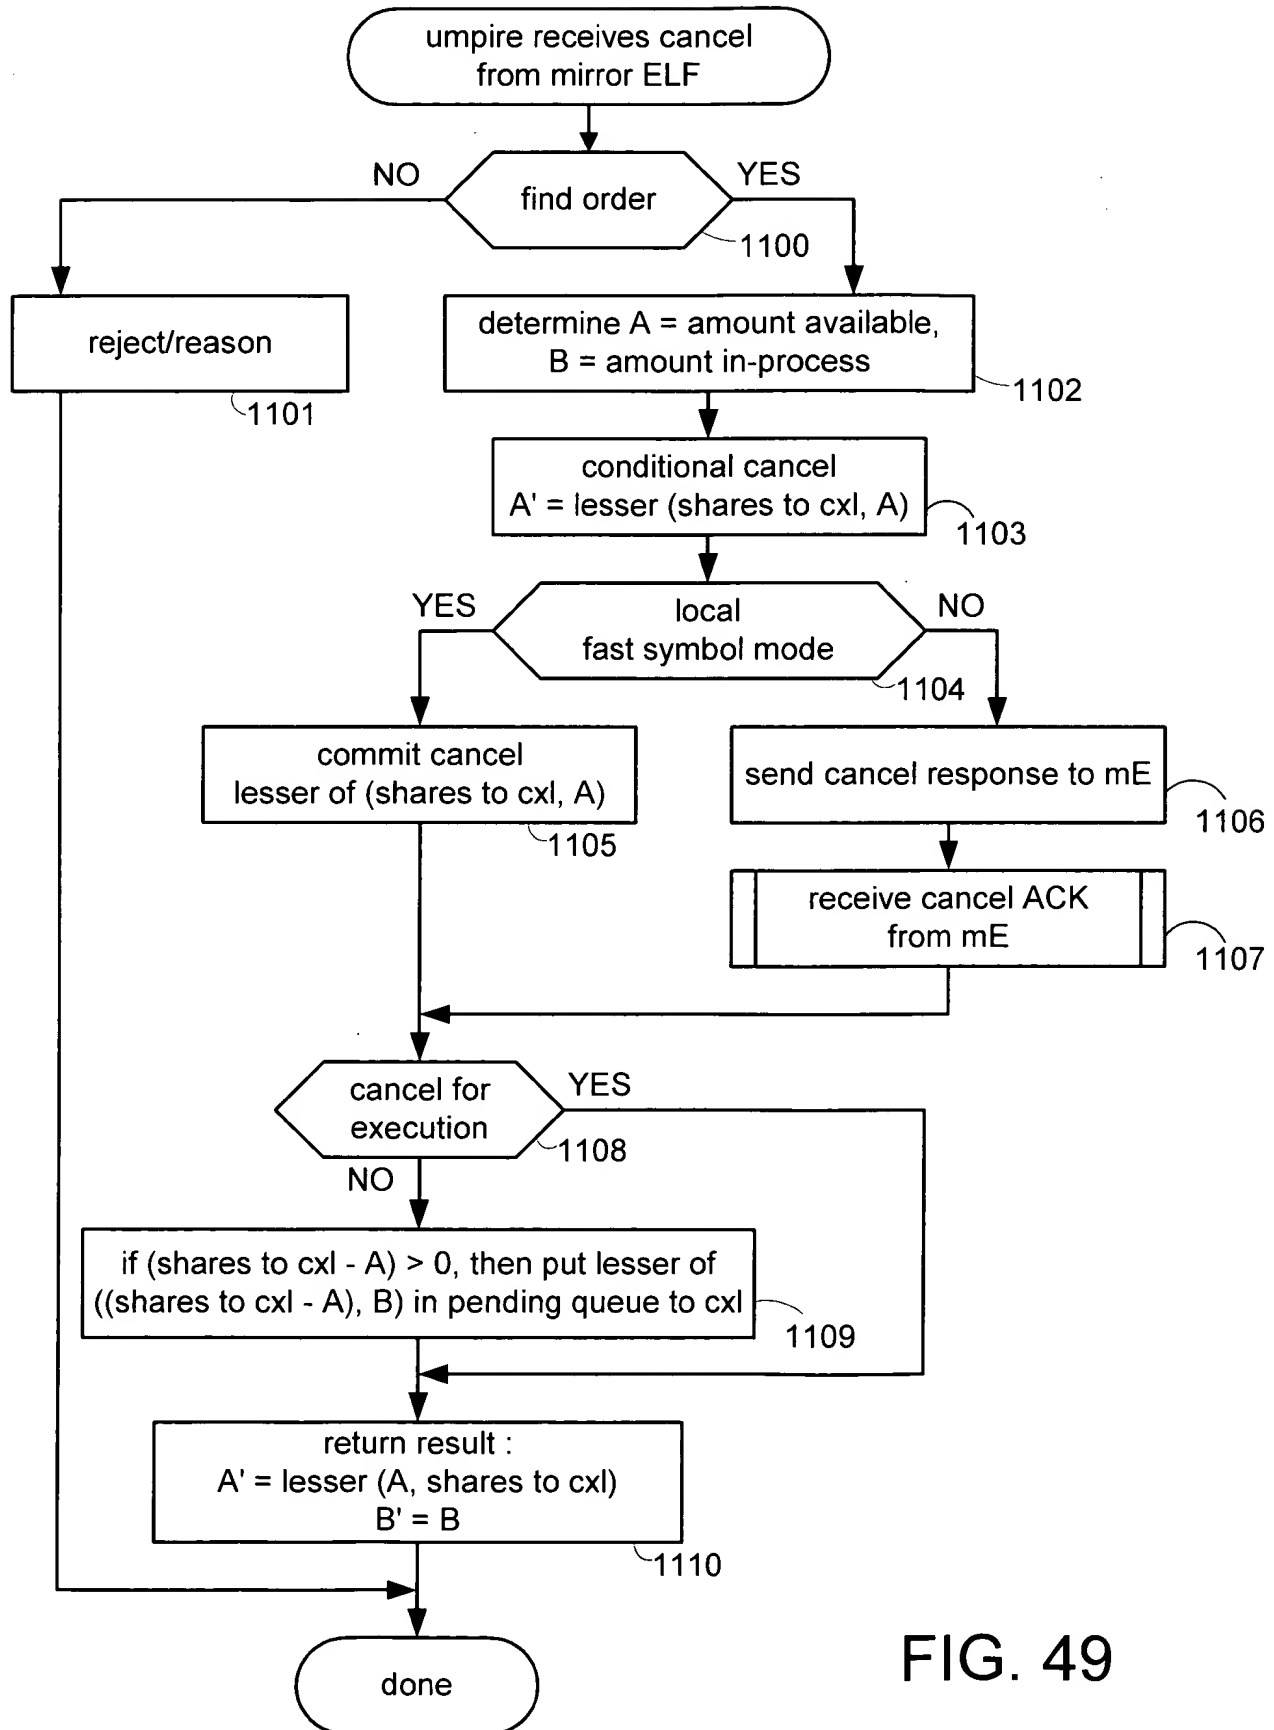 umpire receives cancel
from mirror ELF
NO
YES
find order
1100
reject/reason
1101
determine A = amount available,
B = amount in-process
1102
conditional cancel
A' = lesser (shares to cxl, A)
1103
YES
NO
local
fast symbol mode
1104
commit cancel
lesser of (shares to cxl, A)
1105
send cancel response to mE
1106
receive cancel ACK
from mE
1107
cancel for
execution
YES
1108
NO
if (shares to cxl - A) > 0, then put lesser of
((shares to cxl - A), B) in pending queue to cxl
1109
return result :
A' = lesser (A, shares to cxl)
B' = B
1110
done
FIG. 49